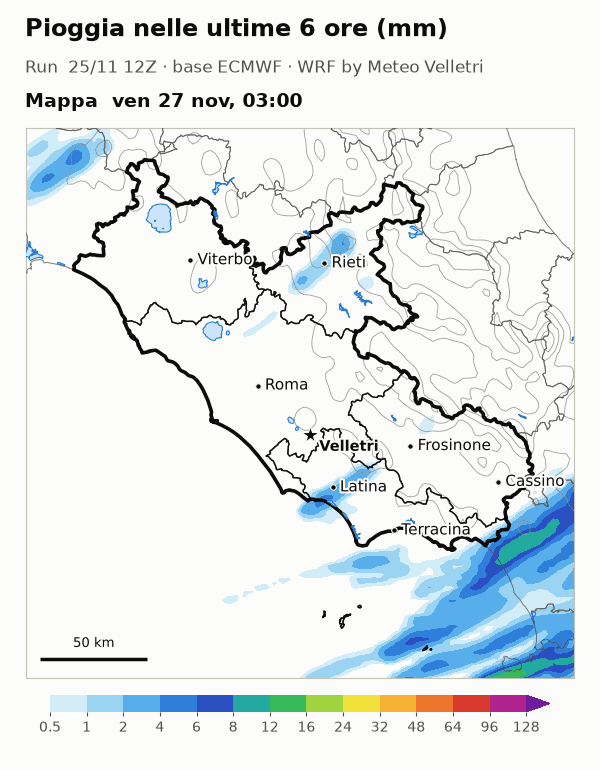 Pioggia nelle ultime 6 ore (mm)
Run  25/11 12Z · base ECMWF · WRF by Meteo Velletri
Mappa  ven 27 nov, 03:00
Viterbo
Rieti
Roma
Velletri
Frosinone
Latina
Cassino
Terracina
50 km
0.5 1 2 4 6 8 12 16 24 32 48 64 96 128